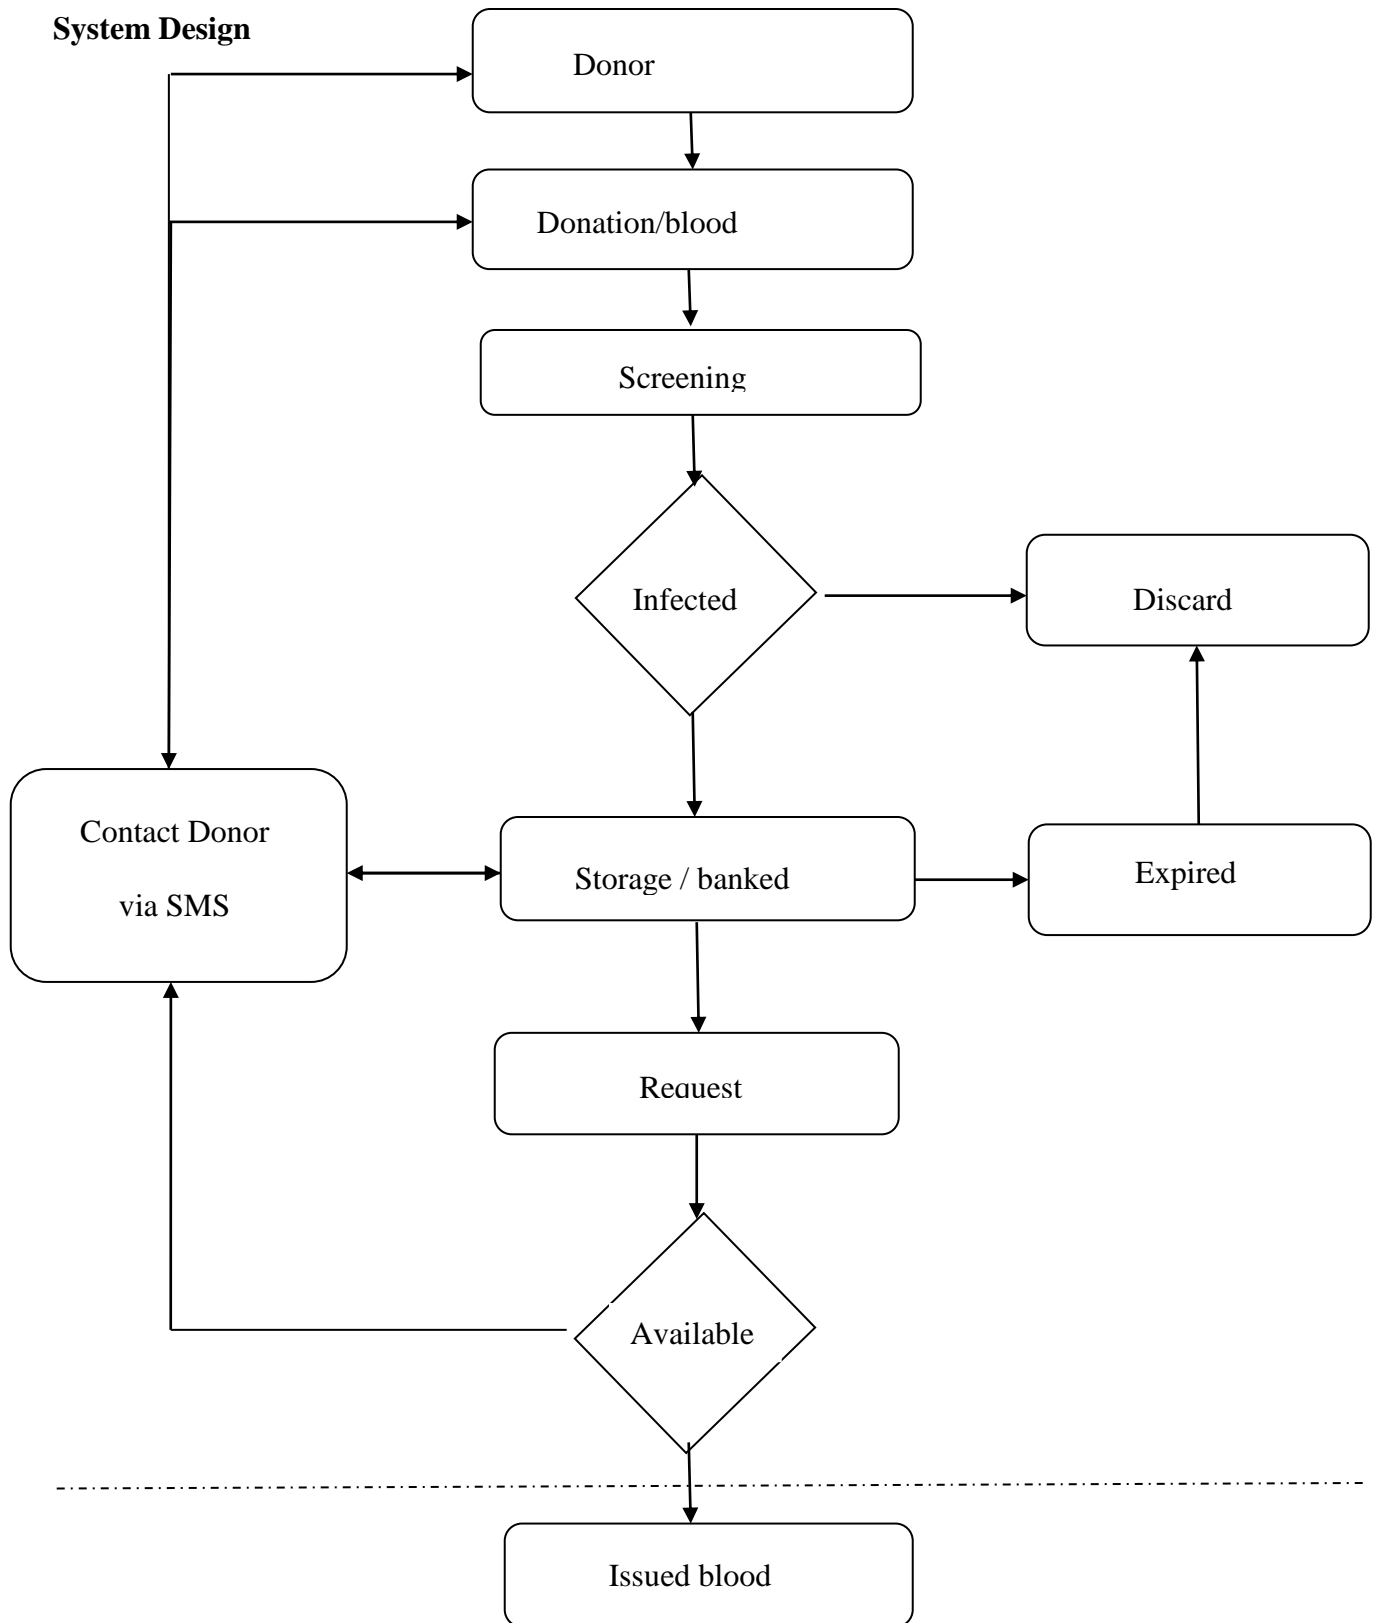 System Design
Donor
Donation/blood
Screening
Infected
Discard
Contact Donor
via SMS
Storage / banked
Expired
Request
Available
Issued blood